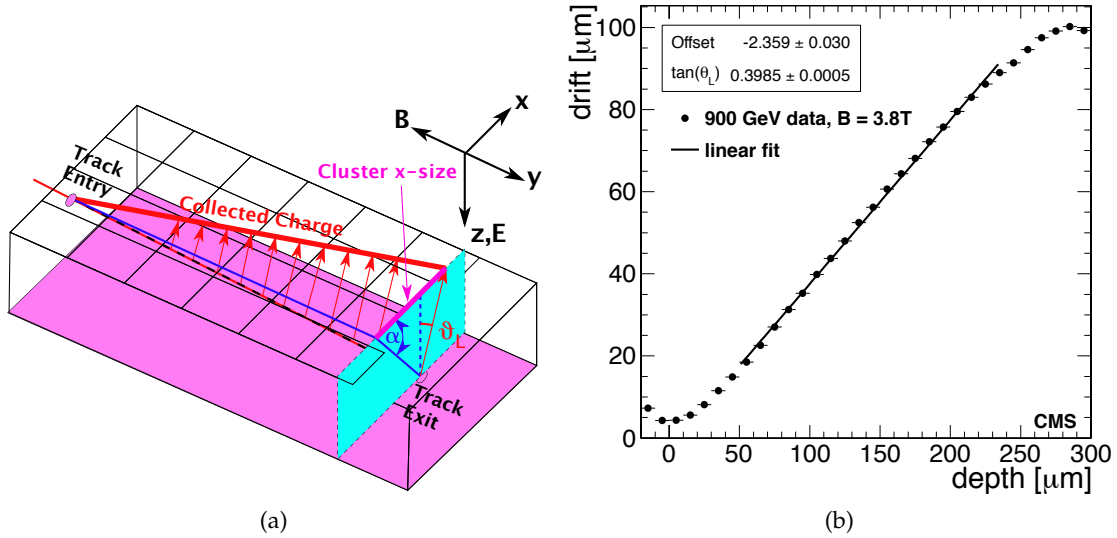 x
B
Cluster x-size
y
z,E
Track
Entry
Collected Charge
α
ϑL
Track
Exit
(a)
drift [μm]
100
80
60
40
20
0
Offset -2.359 ± 0.030
tan(θL) 0.3985 ± 0.0005
900 GeV data, B = 3.8T
linear fit
CMS
0 50 100 150 200 250 300
depth [μm]
(b)